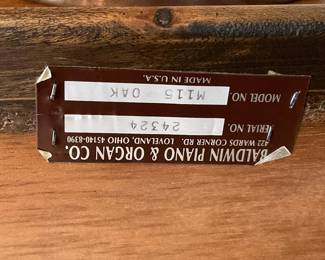 BALDWIN PIANO & ORGAN CO.
422 WARDS CORNER RD.
LOVELAND, OHIO 45140-8390
SERIAL NO. 24324
MODEL NO. M115 OAK
MADE IN U.S.A.